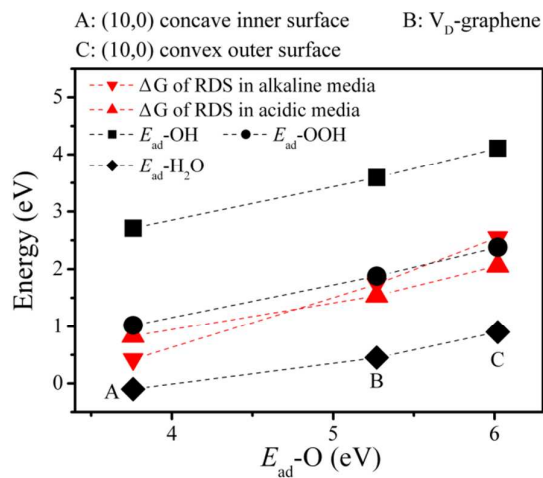 A: (10,0) concave inner surface B: V_D-graphene
C: (10,0) convex outer surface
ΔG of RDS in alkaline media
ΔG of RDS in acidic media
E_ad-OH E_ad-OOH
E_ad-H₂O
5
4
3
2
1
0
Energy (eV)
A
B
C
4 5 6
E_ad-O (eV)